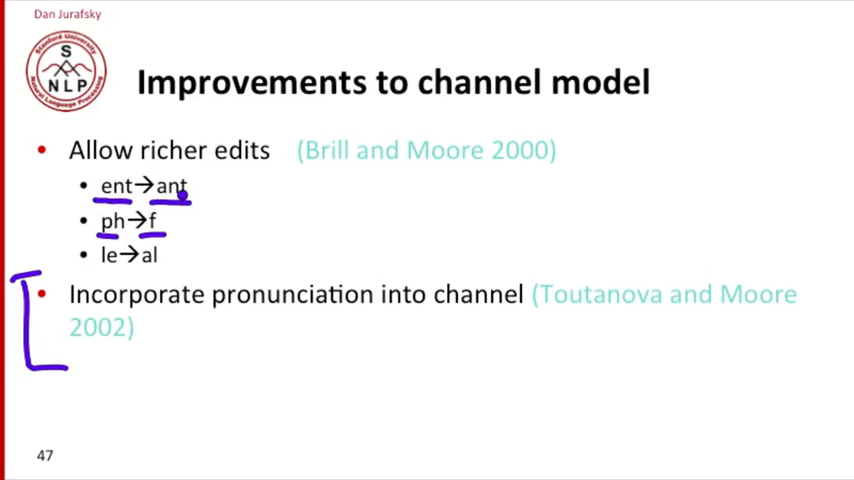 Dan Jurafsky
Stanford University
S
NLP
Natural Language Processing
Improvements to channel model
• Allow richer edits (Brill and Moore 2000)
• ent→ant
• ph→f
• le→al
• Incorporate pronunciation into channel (Toutanova and Moore
2002)
47